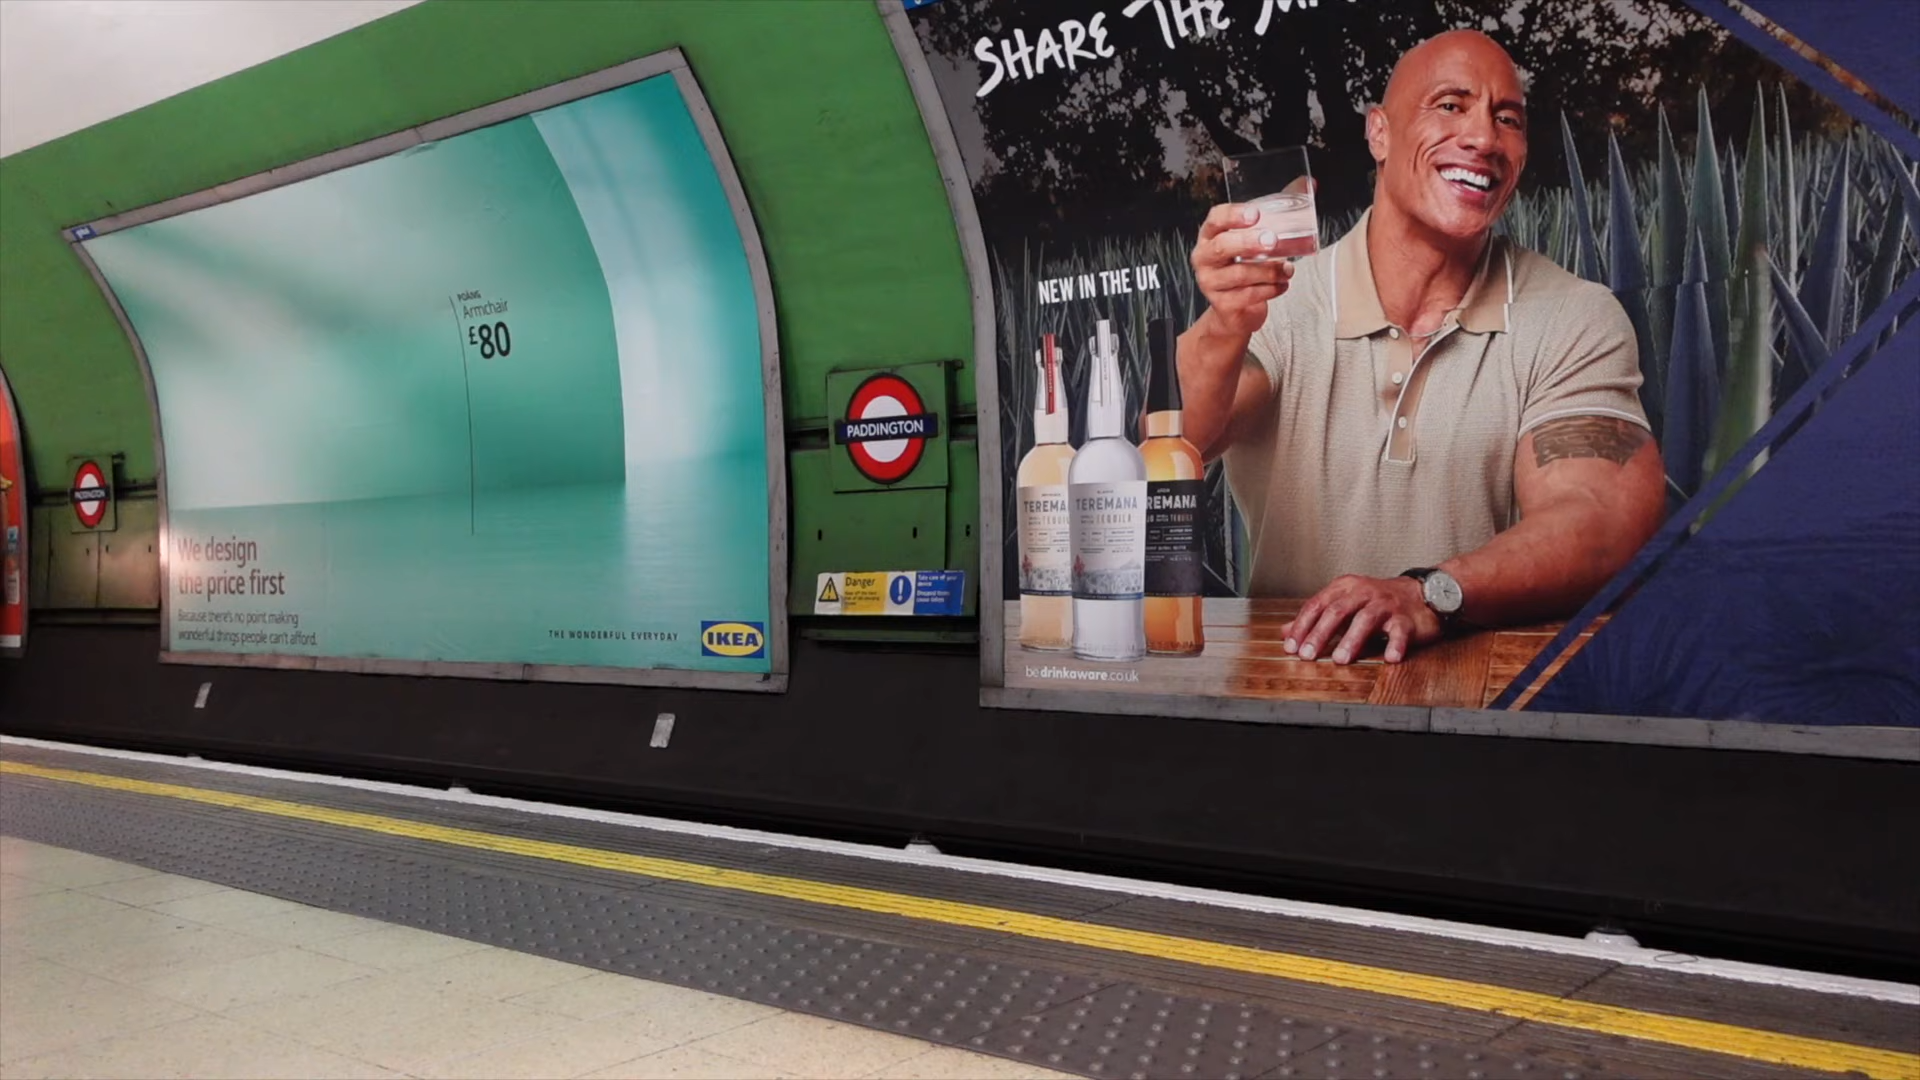 PADDINGTON
POÄNG
Armchair
£80
We design
the price first
Because there's no point making
wonderful things people can't afford.
THE WONDERFUL EVERYDAY
IKEA
PADDINGTON
Danger
SHARE THE
NEW IN THE UK
TEREMANA
TEQUILA
TEREMANA
TEQUILA
REMANA
TEQUILA
bedrinkaware.co.uk